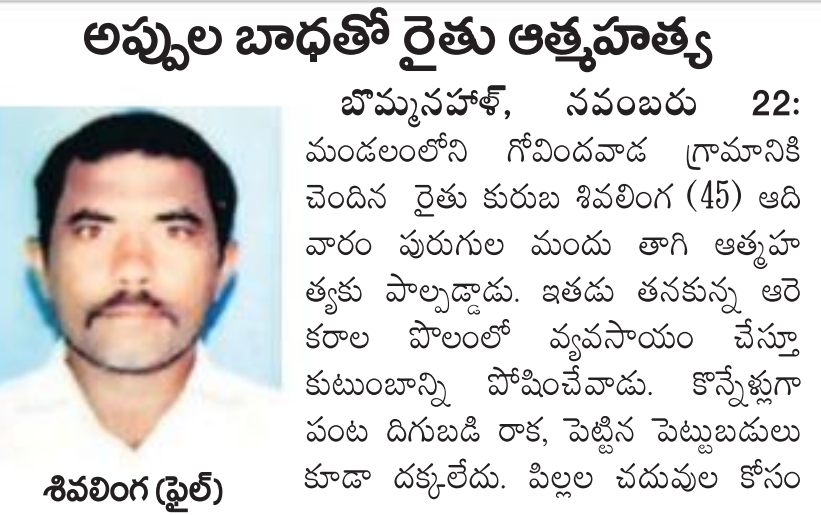 అప్పుల బాధతో రైతు ఆత్మహత్య
బొమ్మనహాళ్, నవంబరు 22:
మండలంలోని గోవిందవాడ గ్రామానికి
చెందిన రైతు కురుబ శివలింగ (45) ఆది
వారం పురుగుల మందు తాగి ఆత్మహ
త్యకు పాల్పడ్డాడు. ఇతడు తనకున్న ఆరె
కరాల పొలంలో వ్యవసాయం చేస్తూ
కుటుంబాన్ని పోషించేవాడు. కొన్నేళ్లుగా
పంట దిగుబడి రాక, పెట్టిన పెట్టుబడులు
కూడా దక్కలేదు. పిల్లల చదువుల కోసం
శివలింగ (ఫైల్)